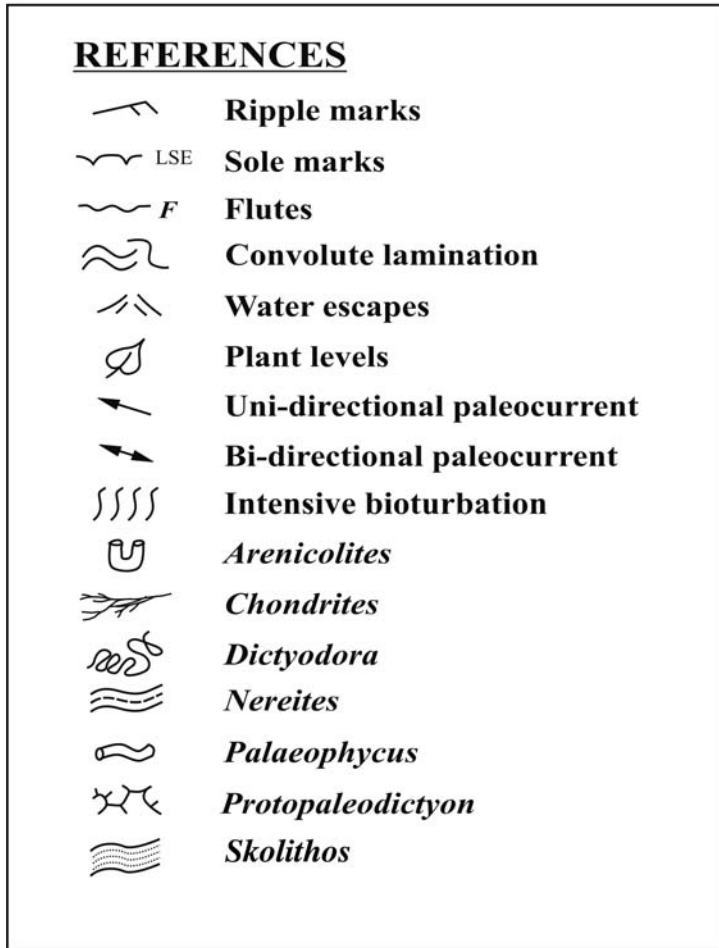 REFERENCES
Ripple marks
LSE Sole marks
F Flutes
Convolute lamination
Water escapes
Plant levels
Uni-directional paleocurrent
Bi-directional paleocurrent
Intensive bioturbation
Arenicolites
Chondrites
Dictyodora
Nereites
Palaeophycus
Protopaleodictyon
Skolithos